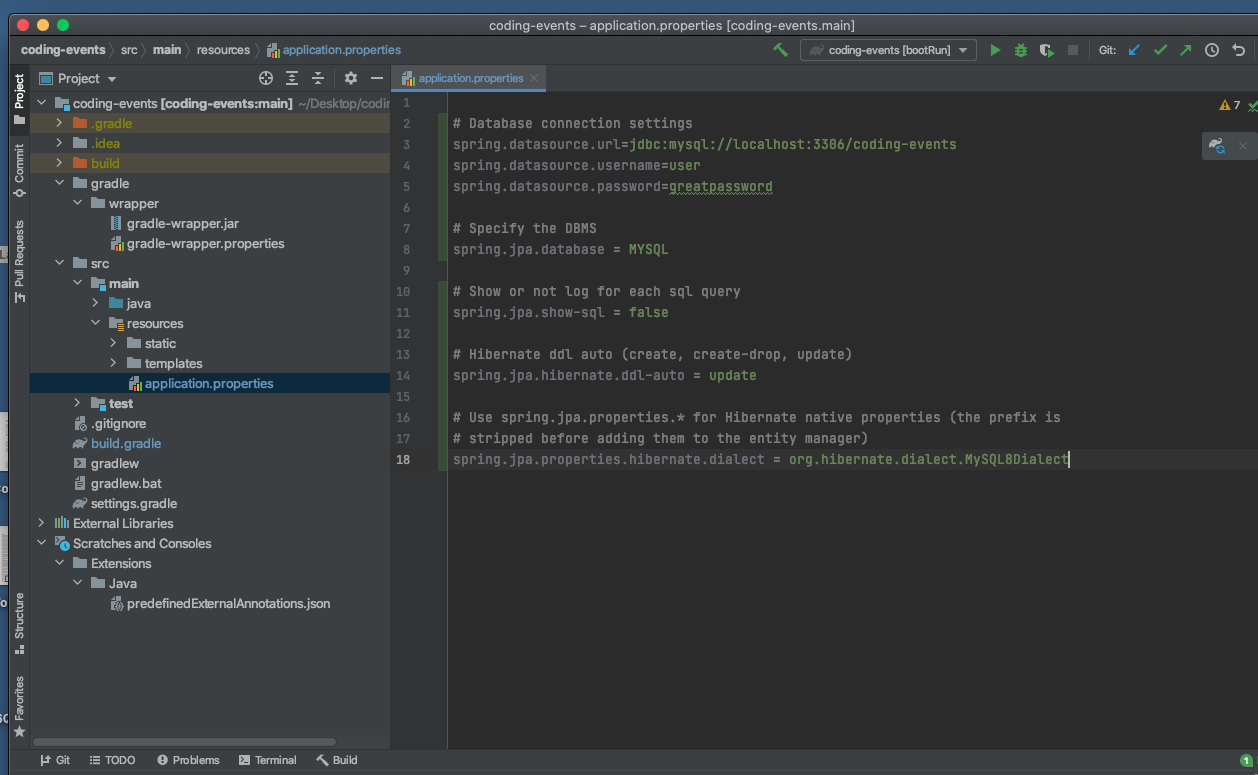 coding-events – application.properties [coding-events.main]
coding-events src main resources application.properties
coding-events [bootRun] Git:
Project
application.properties
Project
Commit
Pull Requests
Structure
Favorites
coding-events [coding-events:main] ~/Desktop/codin
.gradle
.idea
build
gradle
wrapper
gradle-wrapper.jar
gradle-wrapper.properties
src
main
java
resources
static
templates
application.properties
test
.gitignore
build.gradle
gradlew
gradlew.bat
settings.gradle
External Libraries
Scratches and Consoles
Extensions
Java
predefinedExternalAnnotations.json
1
2 # Database connection settings
3 spring.datasource.url=jdbc:mysql://localhost:3306/coding-events
4 spring.datasource.username=user
5 spring.datasource.password=greatpassword
6
7 # Specify the DBMS
8 spring.jpa.database = MYSQL
9
10 # Show or not log for each sql query
11 spring.jpa.show-sql = false
12
13 # Hibernate ddl auto (create, create-drop, update)
14 spring.jpa.hibernate.ddl-auto = update
15
16 # Use spring.jpa.properties.* for Hibernate native properties (the prefix is
17 # stripped before adding them to the entity manager)
18 spring.jpa.properties.hibernate.dialect = org.hibernate.dialect.MySQL8Dialect
7
Git TODO Problems Terminal Build
1